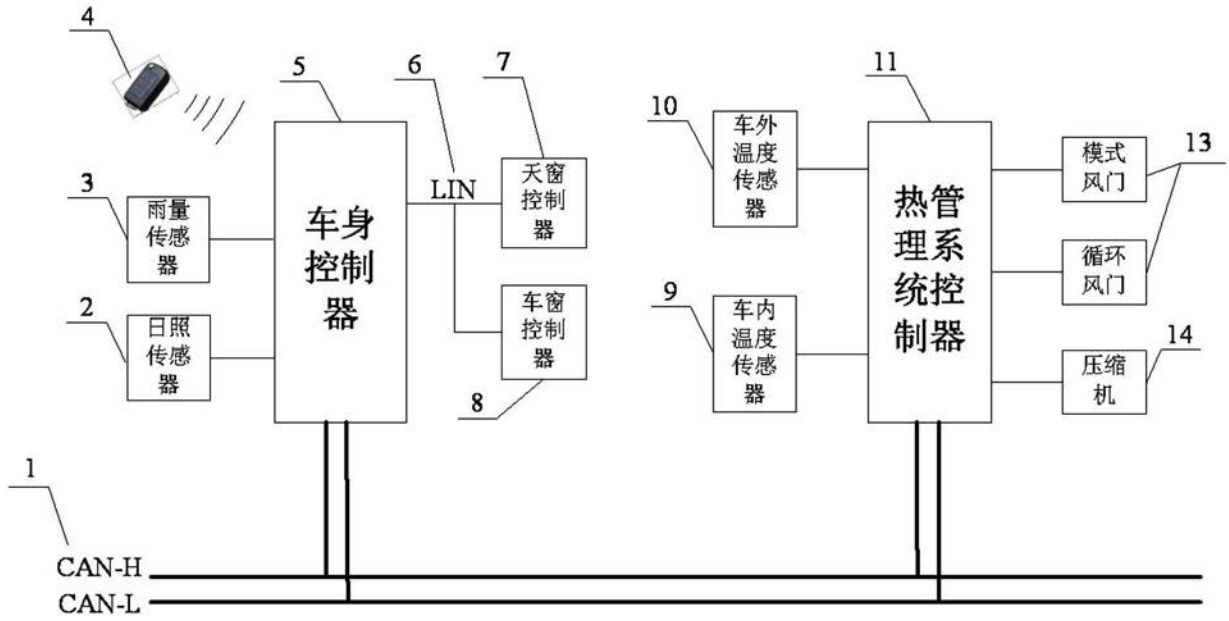 4
5
6
7
3
雨量
传感
器
2
日照
传感
器
车身
控制
器
LIN
天窗
控制
器
车窗
控制
器
8
10
车外
温度
传感
器
9
车内
温度
传感
器
11
热管
理系
统控
制器
模式
风门
13
循环
风门
压缩
机
14
1
CAN-H
CAN-L